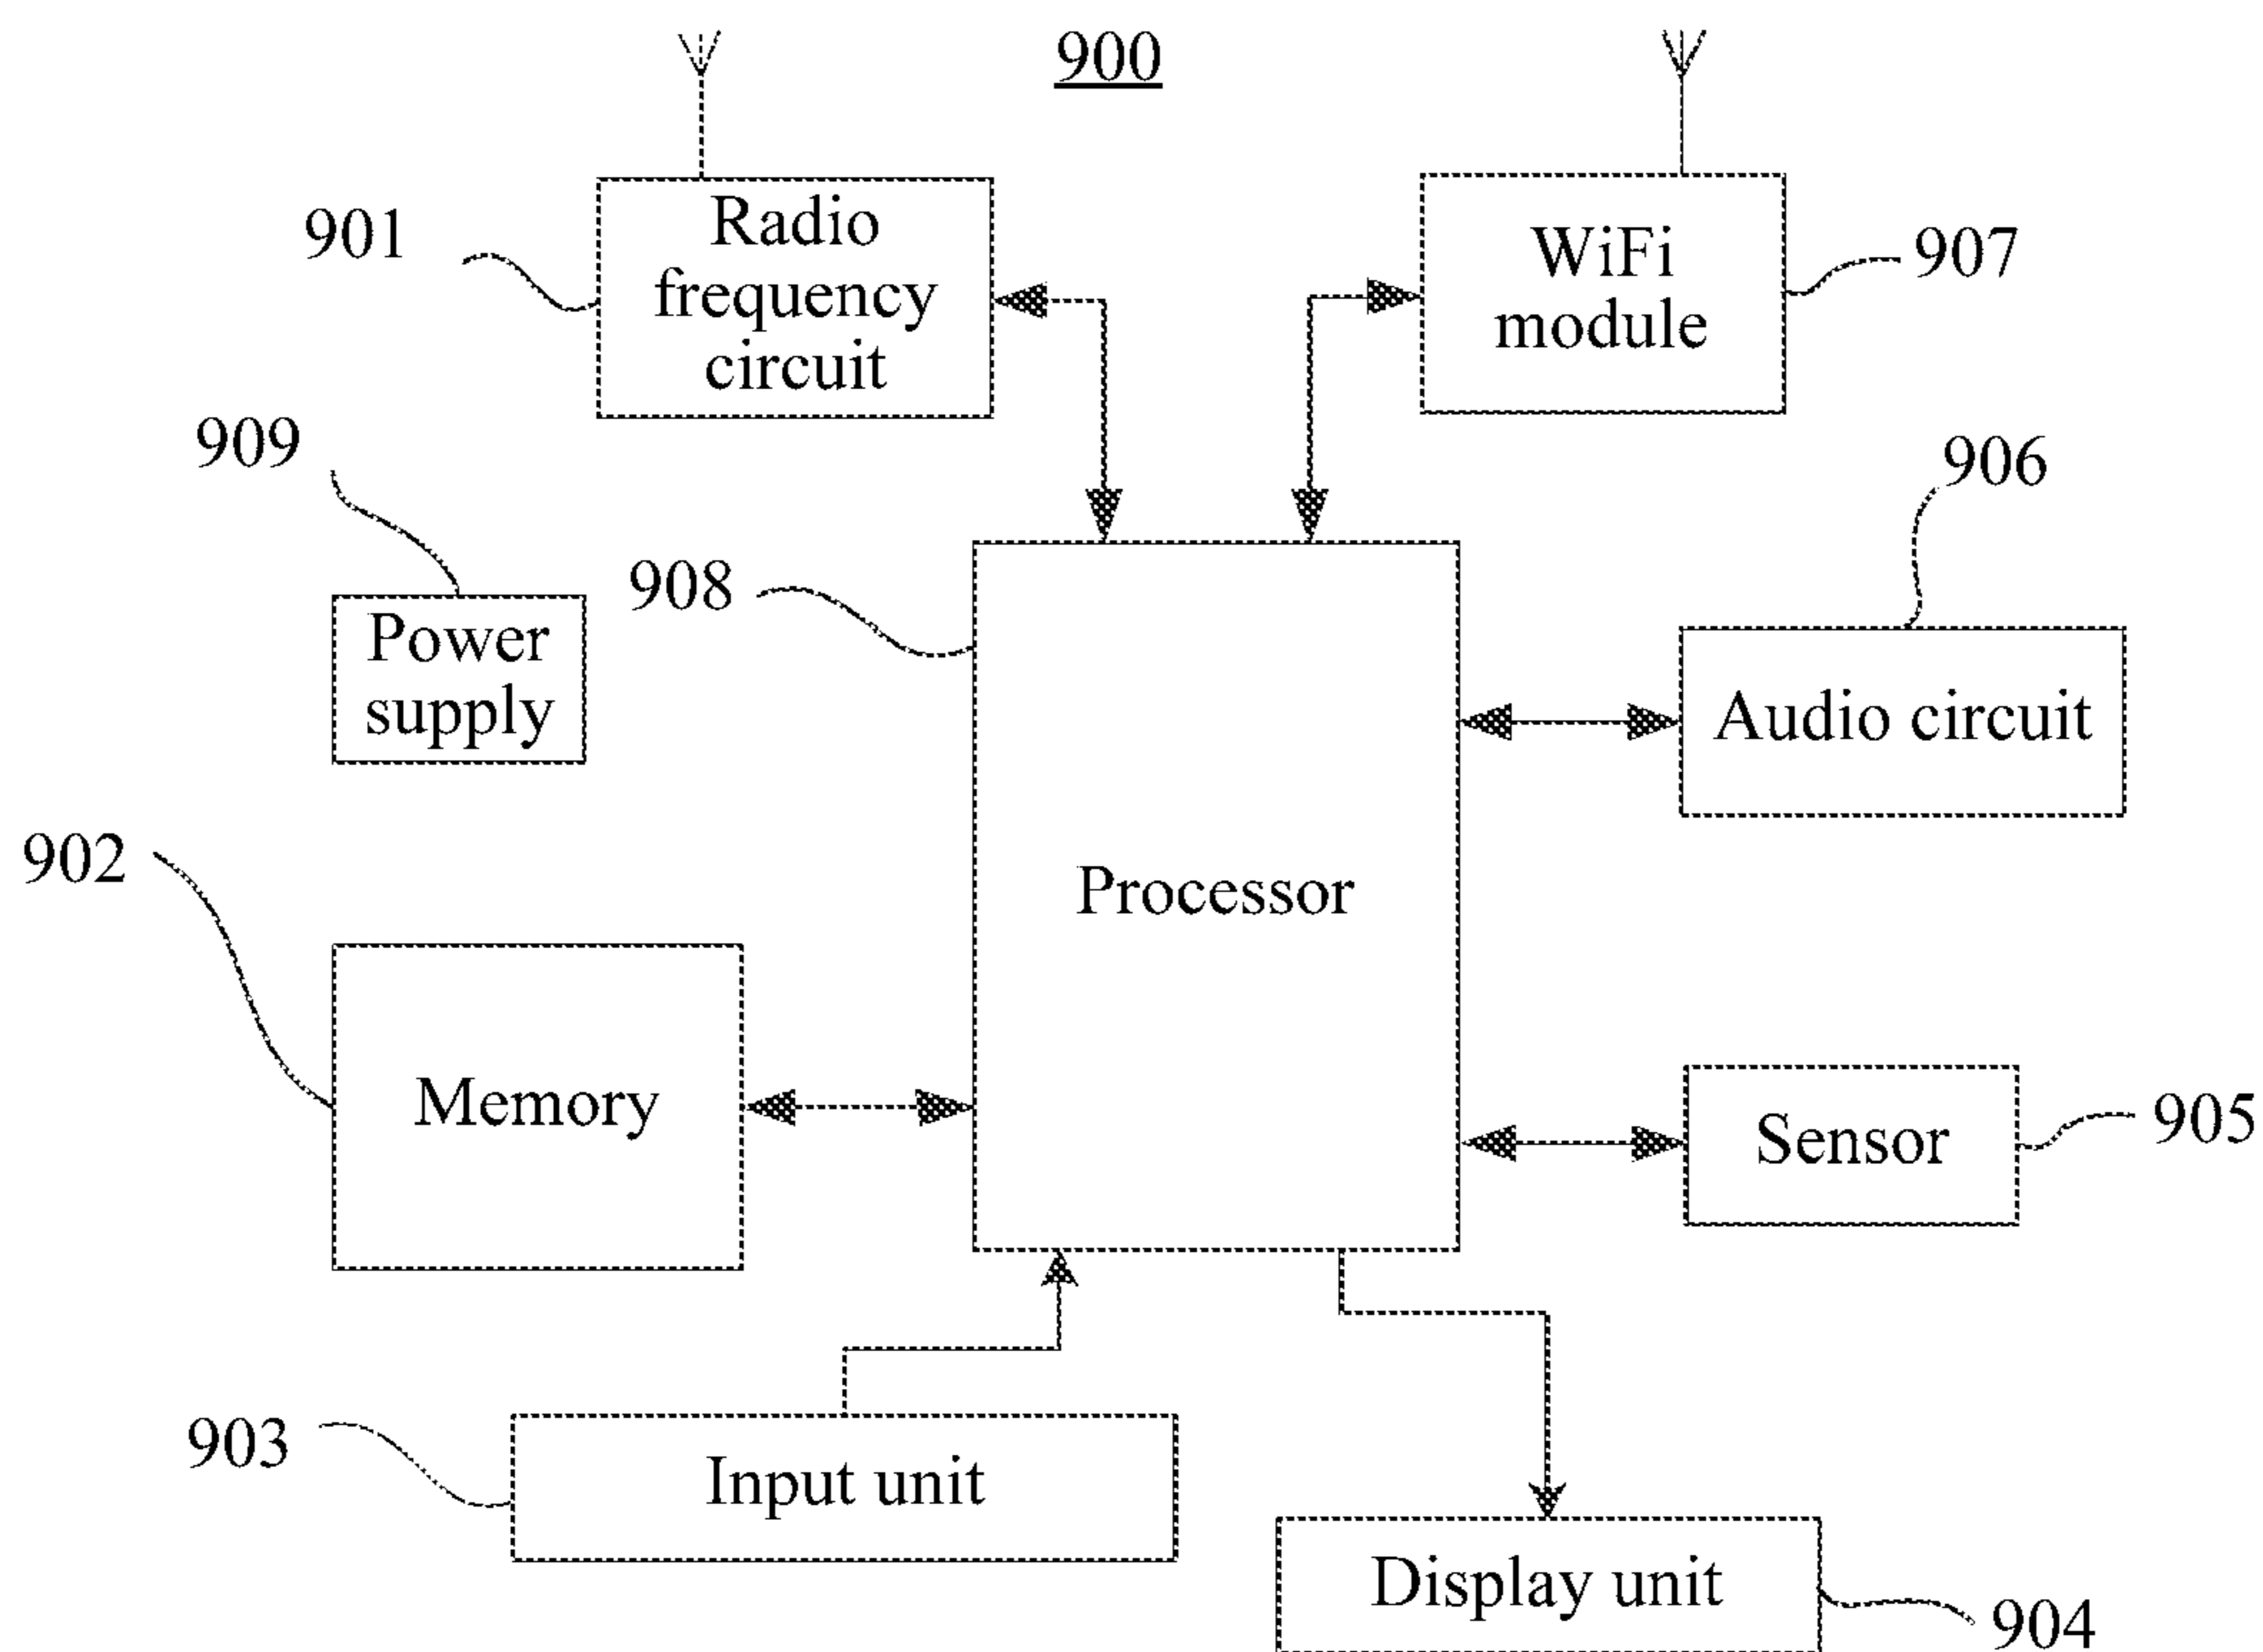 900
901
Radio
frequency
circuit
WiFi
module
907
909
906
908
Power
supply
Audio circuit
902
Processor
Memory
Sensor
905
903
Input unit
Display unit
904